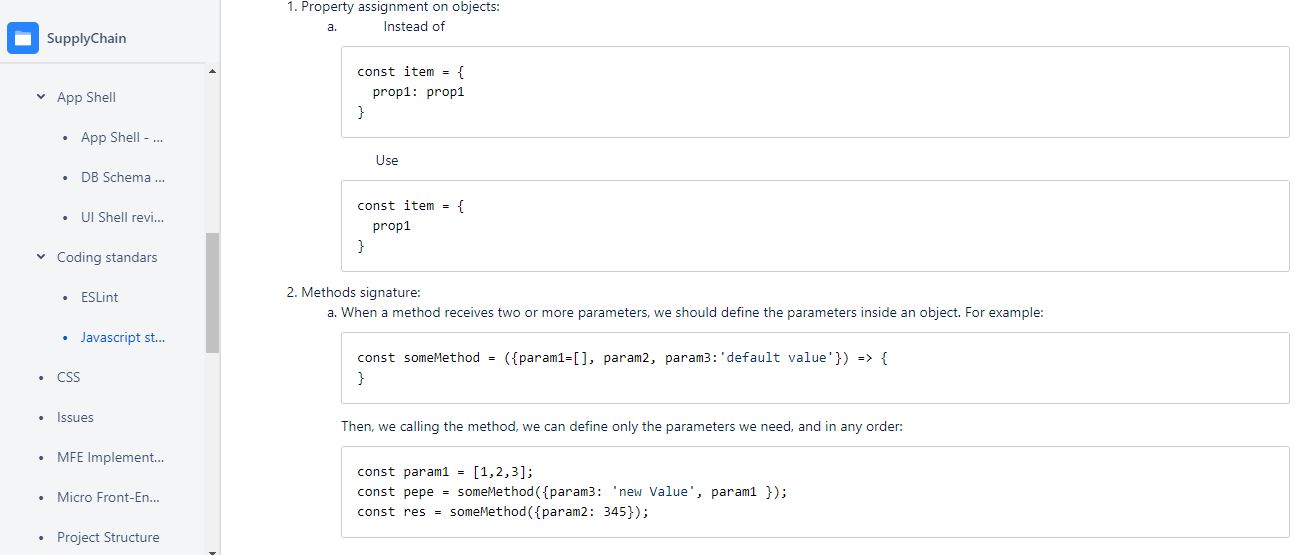 SupplyChain
App Shell
App Shell - ...
DB Schema ...
UI Shell revi...
Coding standars
ESLint
Javascript st...
CSS
Issues
MFE Implement...
Micro Front-En...
Project Structure
1. Property assignment on objects:
a. Instead of
const item = {
  prop1: prop1
}
Use
const item = {
  prop1
}
2. Methods signature:
a. When a method receives two or more parameters, we should define the parameters inside an object. For example:
const someMethod = ({param1=[], param2, param3:'default value'}) => {
}
Then, we calling the method, we can define only the parameters we need, and in any order:
const param1 = [1,2,3];
const pepe = someMethod({param3: 'new Value', param1 });
const res = someMethod({param2: 345});